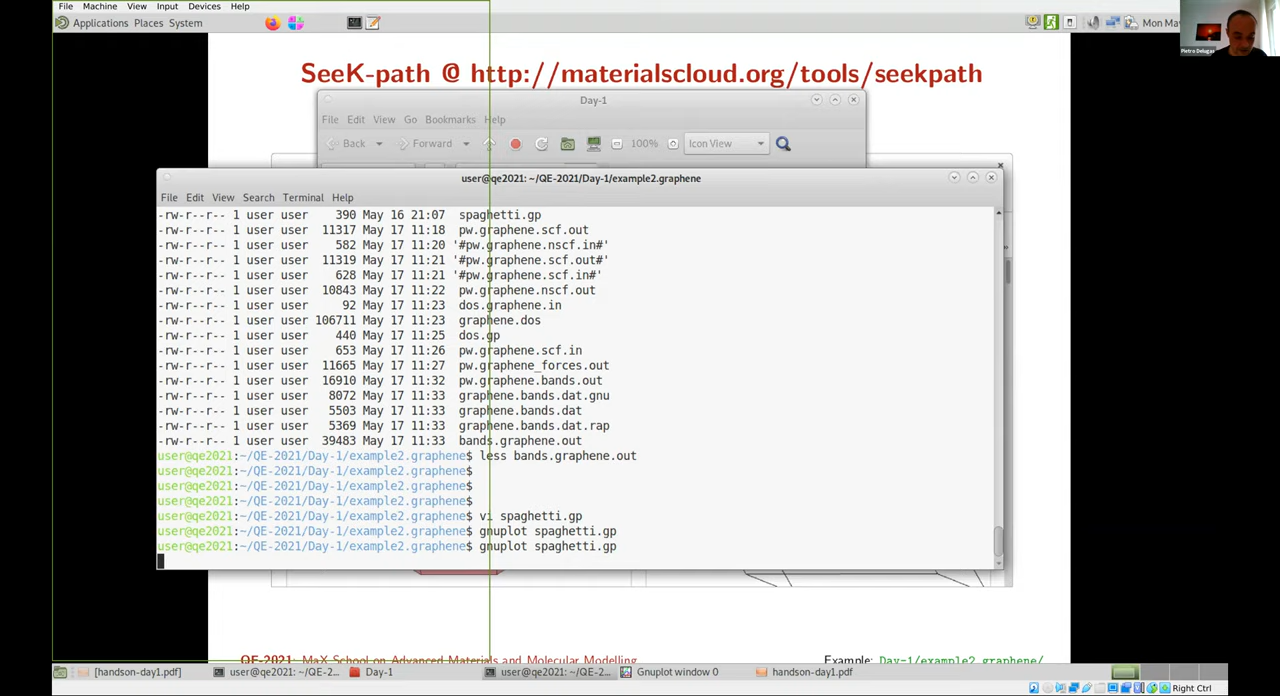 File Machine View Input Devices Help
Applications Places System
Mon May
Pietro Delugas
SeeK-path @ http://materialscloud.org/tools/seekpath
Day-1
File Edit View Go Bookmarks Help
Back Forward 100% Icon View
user@qe2021: ~/QE-2021/Day-1/example2.graphene
File Edit View Search Terminal Help
-rw-r--r-- 1 user user 390 May 16 21:07 spaghetti.gp
-rw-r--r-- 1 user user 11317 May 17 11:18 pw.graphene.scf.out
-rw-r--r-- 1 user user 582 May 17 11:20 '#pw.graphene.nscf.in#'
-rw-r--r-- 1 user user 11319 May 17 11:21 '#pw.graphene.scf.out#'
-rw-r--r-- 1 user user 628 May 17 11:21 '#pw.graphene.scf.in#'
-rw-r--r-- 1 user user 10843 May 17 11:22 pw.graphene.nscf.out
-rw-r--r-- 1 user user 92 May 17 11:23 dos.graphene.in
-rw-r--r-- 1 user user 106711 May 17 11:23 graphene.dos
-rw-r--r-- 1 user user 440 May 17 11:25 dos.gp
-rw-r--r-- 1 user user 653 May 17 11:26 pw.graphene.scf.in
-rw-r--r-- 1 user user 11665 May 17 11:27 pw.graphene_forces.out
-rw-r--r-- 1 user user 16910 May 17 11:32 pw.graphene.bands.out
-rw-r--r-- 1 user user 8072 May 17 11:33 graphene.bands.dat.gnu
-rw-r--r-- 1 user user 5503 May 17 11:33 graphene.bands.dat
-rw-r--r-- 1 user user 5369 May 17 11:33 graphene.bands.dat.rap
-rw-r--r-- 1 user user 39483 May 17 11:33 bands.graphene.out
user@qe2021:~/QE-2021/Day-1/example2.graphene$ less bands.graphene.out
user@qe2021:~/QE-2021/Day-1/example2.graphene$
user@qe2021:~/QE-2021/Day-1/example2.graphene$
user@qe2021:~/QE-2021/Day-1/example2.graphene$
user@qe2021:~/QE-2021/Day-1/example2.graphene$ vi spaghetti.gp
user@qe2021:~/QE-2021/Day-1/example2.graphene$ gnuplot spaghetti.gp
user@qe2021:~/QE-2021/Day-1/example2.graphene$ gnuplot spaghetti.gp
QE-2021: MaX School on Advanced Materials and Molecular Modelling Example: Day-1/example2.graphene/
[handson-day1.pdf] user@qe2021: ~/QE-2... Day-1 user@qe2021: ~/QE-2... Gnuplot window 0 handson-day1.pdf
Right Ctrl